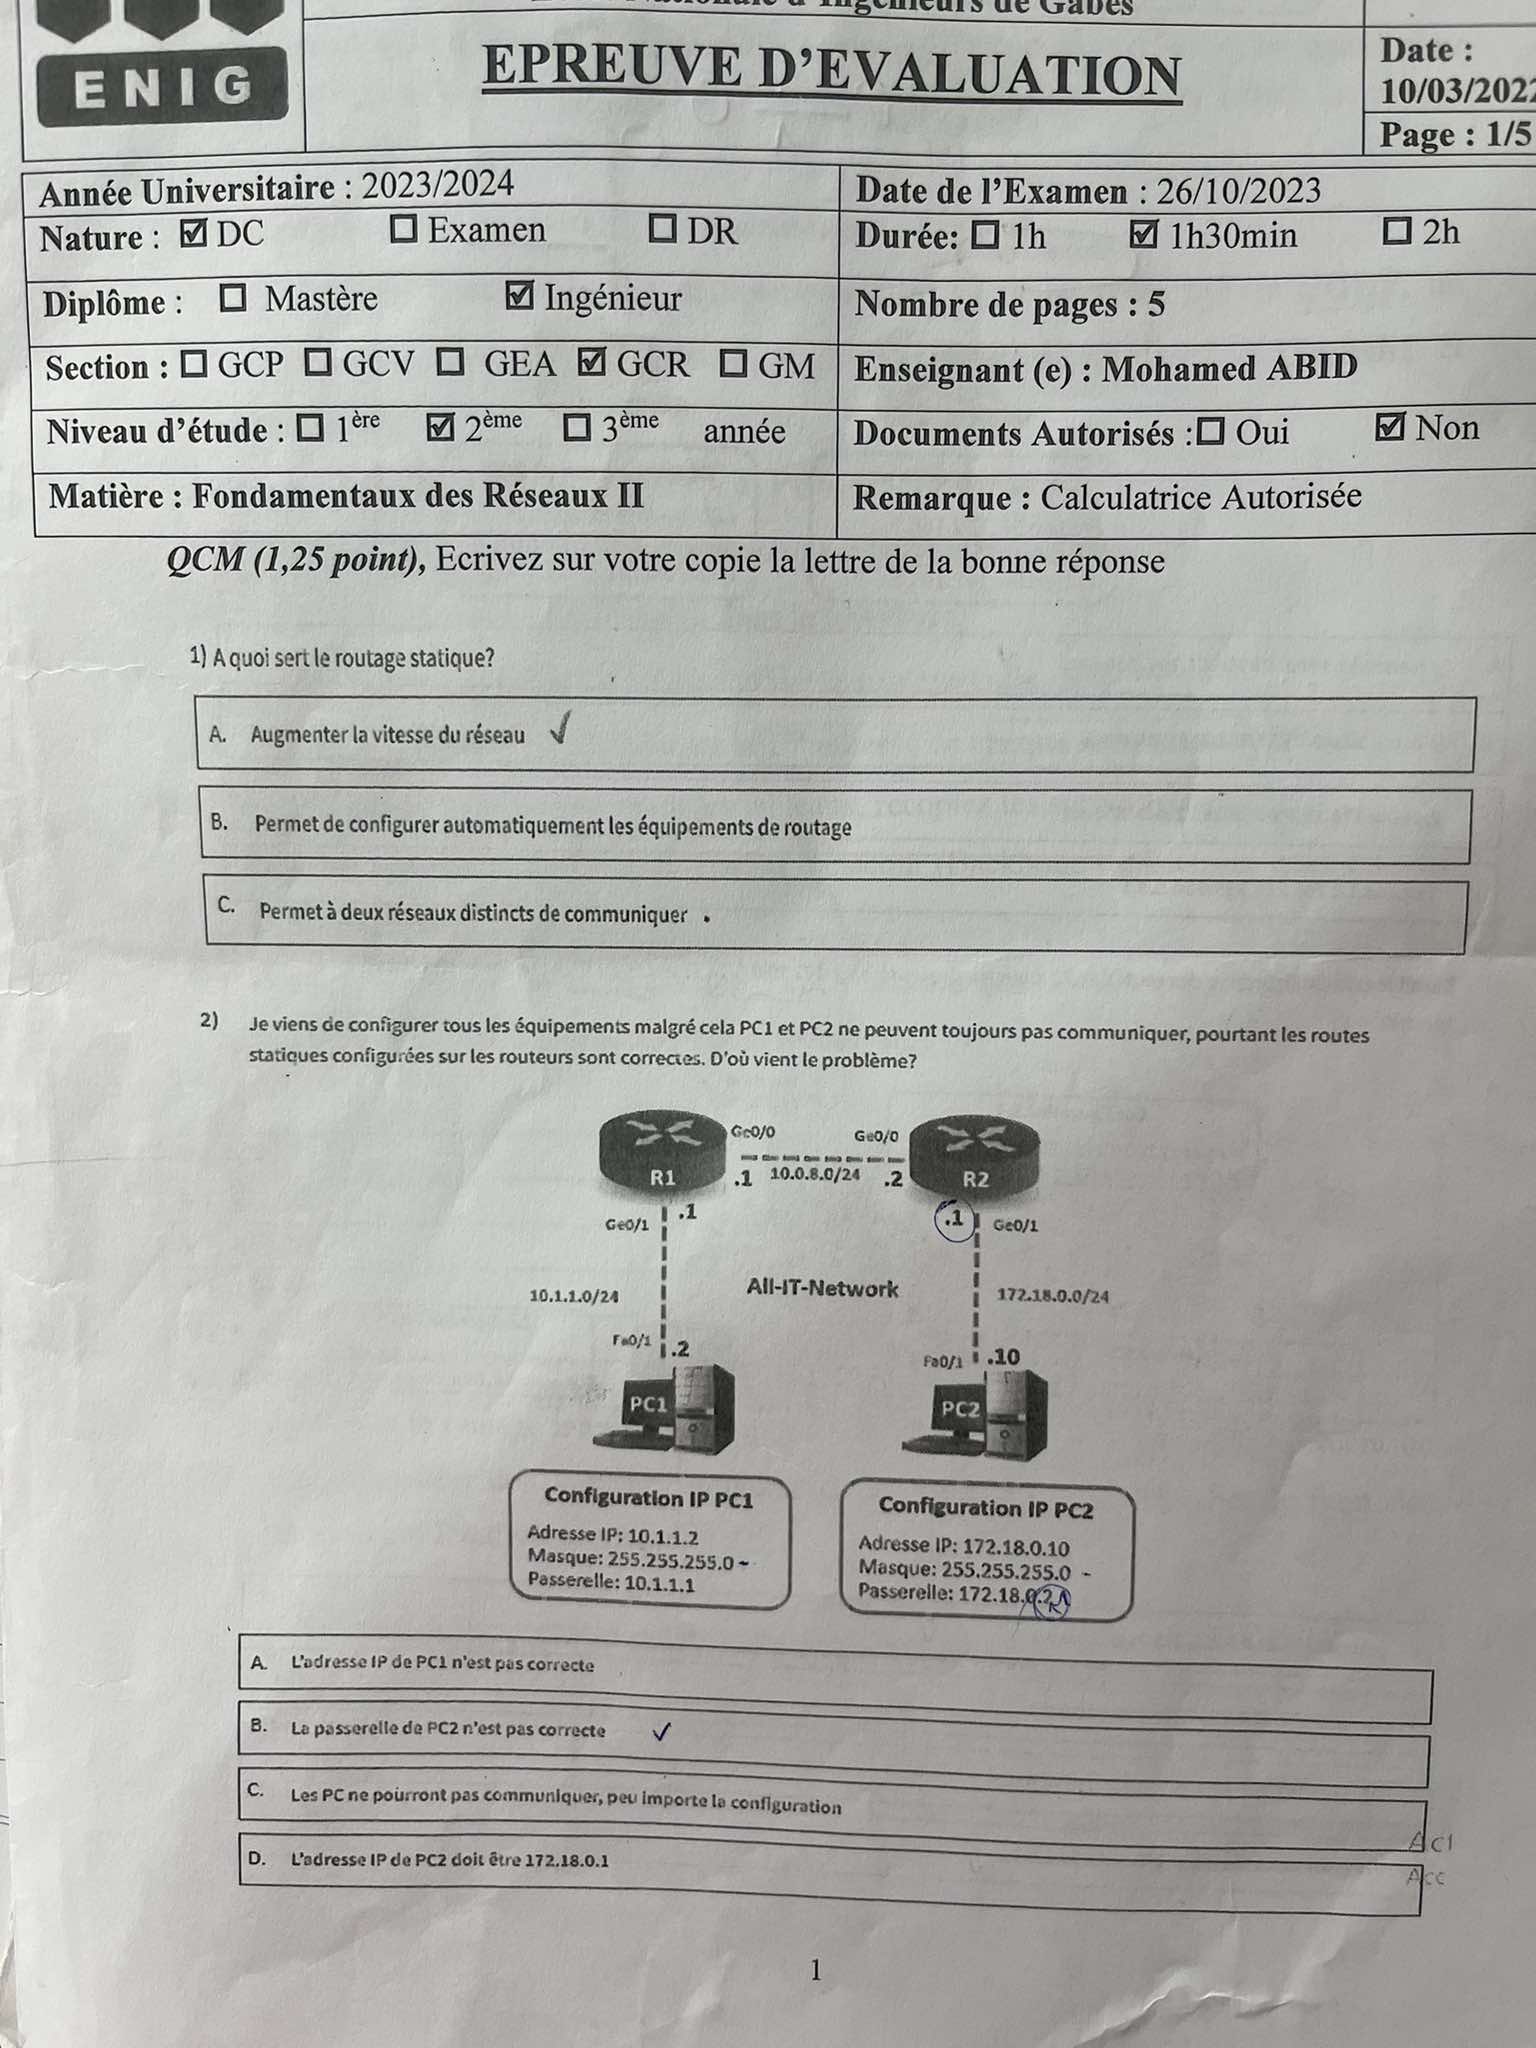 Ingénieurs de Gabès
ENIG
EPREUVE D'EVALUATION
Date :
10/03/2022
Page : 1/5
Année Universitaire : 2023/2024
Date de l'Examen : 26/10/2023
Nature : ☑ DC ☐ Examen ☐ DR
Durée: ☐ 1h ☑ 1h30min ☐ 2h
Diplôme : ☐ Mastère ☑ Ingénieur
Nombre de pages : 5
Section : ☐ GCP ☐ GCV ☐ GEA ☑ GCR ☐ GM
Enseignant (e) : Mohamed ABID
Niveau d'étude : ☐ 1ère ☑ 2ème ☐ 3ème année
Documents Autorisés : ☐ Oui ☑ Non
Matière : Fondamentaux des Réseaux II
Remarque : Calculatrice Autorisée
QCM (1,25 point), Ecrivez sur votre copie la lettre de la bonne réponse
1) A quoi sert le routage statique?
A. Augmenter la vitesse du réseau ✓
B. Permet de configurer automatiquement les équipements de routage
C. Permet à deux réseaux distincts de communiquer
2) Je viens de configurer tous les équipements malgré cela PC1 et PC2 ne peuvent toujours pas communiquer, pourtant les routes
statiques configurées sur les routeurs sont correctes. D'où vient le problème?
Ge0/0 Ge0/0
R1 .1 10.0.8.0/24 .2 R2
Ge0/1 .1 .1 Ge0/1
10.1.1.0/24 All-IT-Network 172.18.0.0/24
Fa0/1 .2 Fa0/1 .10
PC1 PC2
Configuration IP PC1
Adresse IP: 10.1.1.2
Masque: 255.255.255.0
Passerelle: 10.1.1.1
Configuration IP PC2
Adresse IP: 172.18.0.10
Masque: 255.255.255.0
Passerelle: 172.18.0.2
A. L'adresse IP de PC1 n'est pas correcte
B. La passerelle de PC2 n'est pas correcte ✓
C. Les PC ne pourront pas communiquer, peu importe la configuration
D. L'adresse IP de PC2 doit être 172.18.0.1
1